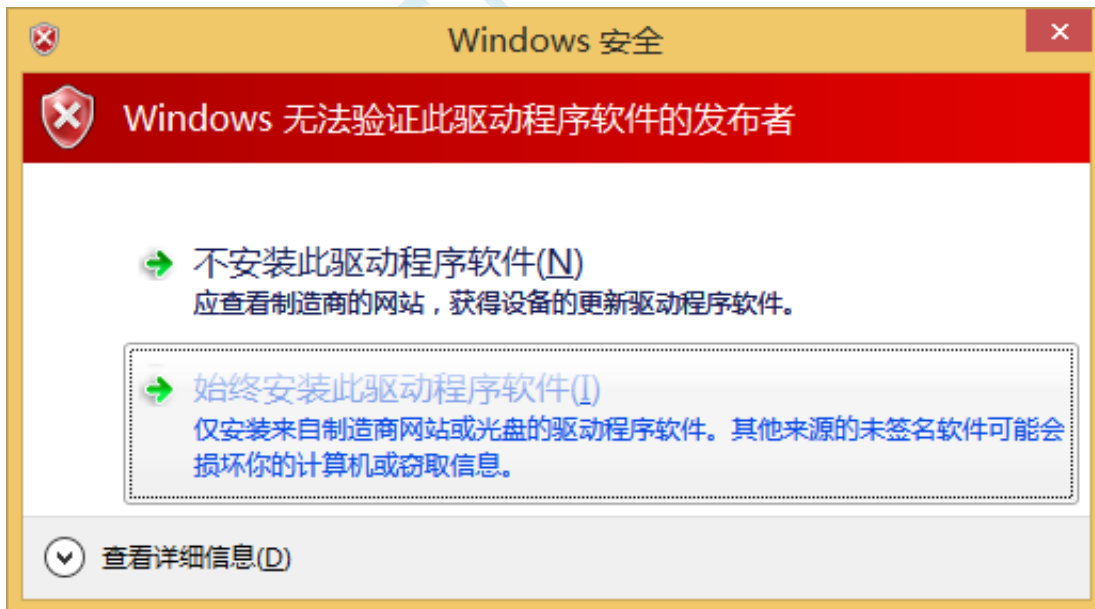 Windows 安全
Windows 无法验证此驱动程序软件的发布者
不安装此驱动程序软件(N)
应查看制造商的网站，获得设备的更新驱动程序软件。
始终安装此驱动程序软件(I)
仅安装来自制造商网站或光盘的驱动程序软件。其他来源的未签名软件可能会
损坏你的计算机或窃取信息。
查看详细信息(D)